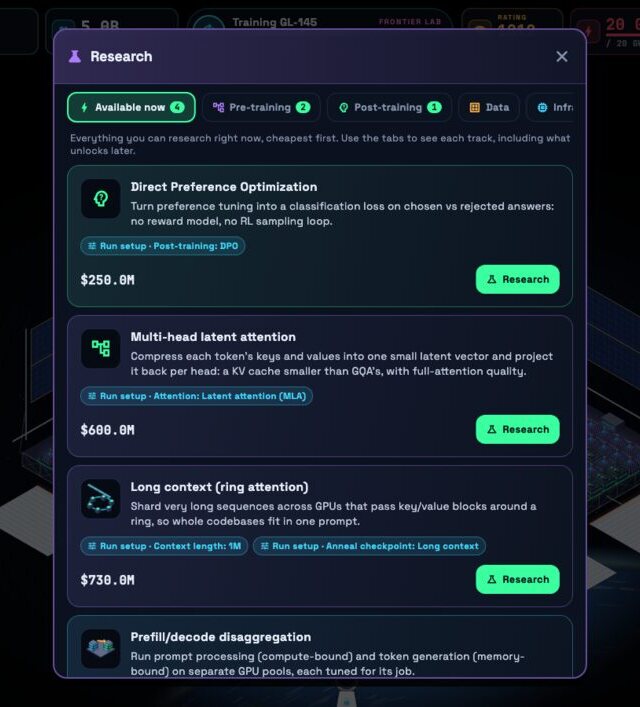 5.0B
Training GL-145
FRONTIER LAB
RATING
20
/ 20
Research
Available now 4
Pre-training 2
Post-training 1
Data
Infra
Everything you can research right now, cheapest first. Use the tabs to see each track, including what
unlocks later.
Direct Preference Optimization
Turn preference tuning into a classification loss on chosen vs rejected answers:
no reward model, no RL sampling loop.
Run setup · Post-training: DPO
$250.0M
Research
Multi-head latent attention
Compress each token's keys and values into one small latent vector and project
it back per head: a KV cache smaller than GQA's, with full-attention quality.
Run setup · Attention: Latent attention (MLA)
$600.0M
Research
Long context (ring attention)
Shard very long sequences across GPUs that pass key/value blocks around a
ring, so whole codebases fit in one prompt.
Run setup · Context length: 1M
Run setup · Anneal checkpoint: Long context
$730.0M
Research
Prefill/decode disaggregation
Run prompt processing (compute-bound) and token generation (memory-
bound) on separate GPU pools, each tuned for its job.